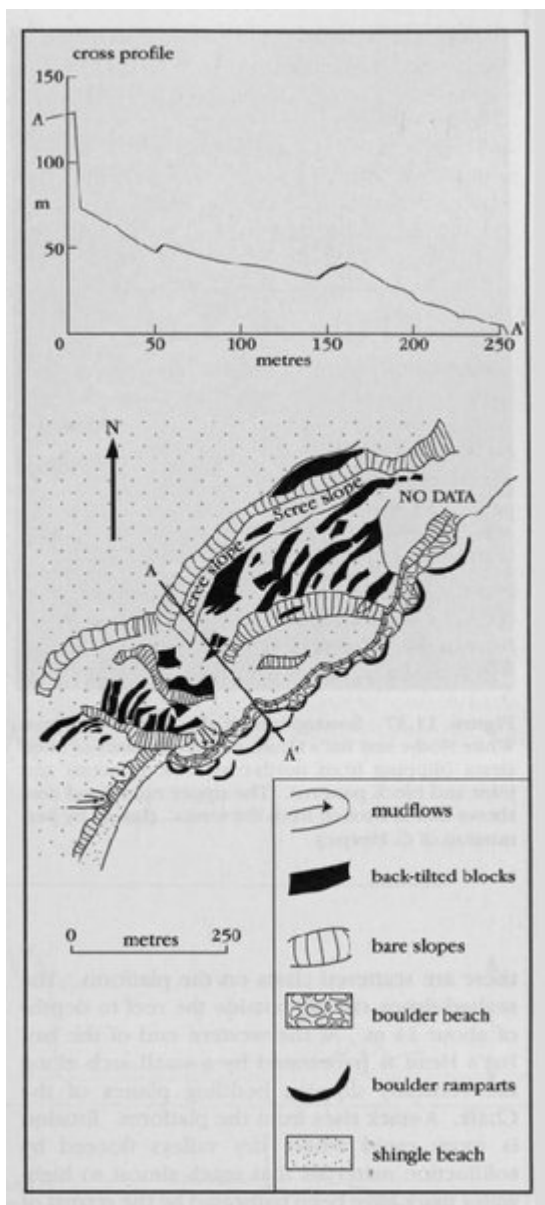 cross profile
150
A
100
m
50
0
0
50
100
150
200
250
A'
metres
N
Scree slope
NO DATA
Scree slope
A
A'
mudflows
back-tilted blocks
0
250
metres
bare slopes
boulder beach
boulder ramparts
shingle beach